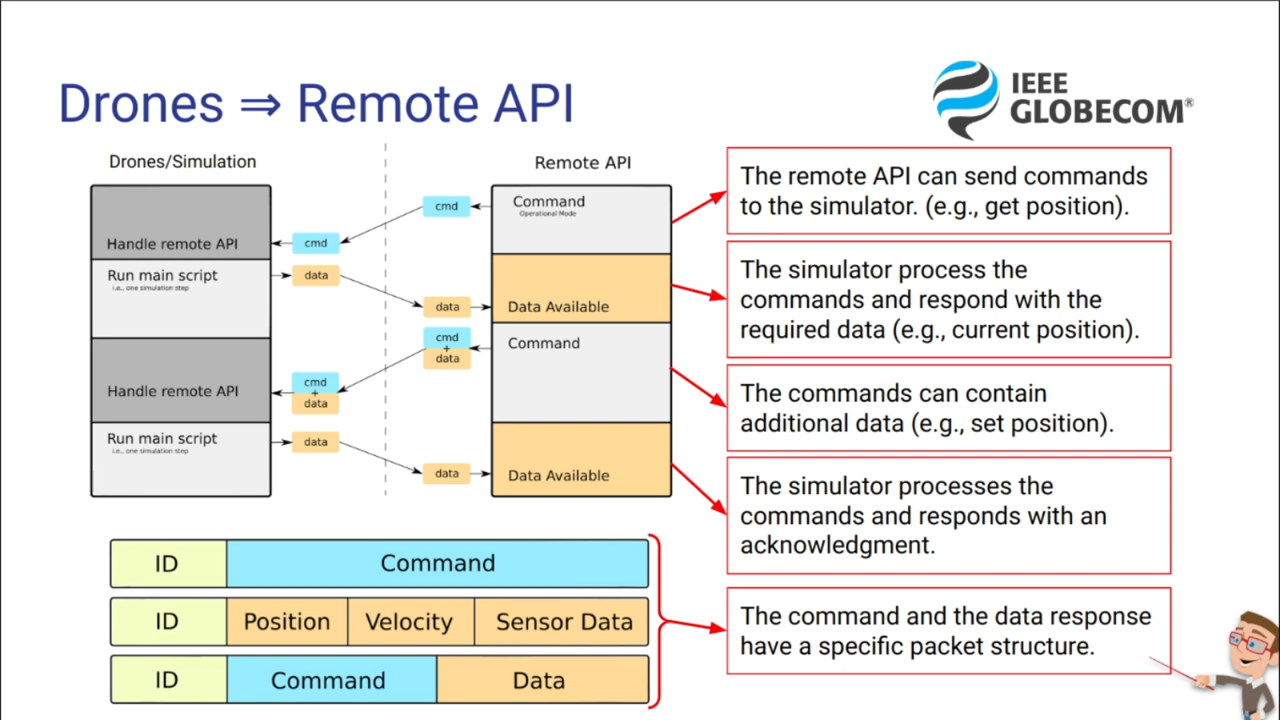 Drones ⇒ Remote API
IEEE
GLOBECOM®
Drones/Simulation
Remote API
Handle remote API
Run main script
i.e., one simulation step
Handle remote API
Run main script
i.e., one simulation step
cmd
data
cmd
+
data
data
cmd
data
cmd
+
data
data
Command
Operational Mode
Data Available
Command
Data Available
The remote API can send commands
to the simulator. (e.g., get position).
The simulator process the
commands and respond with the
required data (e.g., current position).
The commands can contain
additional data (e.g., set position).
The simulator processes the
commands and responds with an
acknowledgment.
The command and the data response
have a specific packet structure.
ID Command
ID Position Velocity Sensor Data
ID Command Data